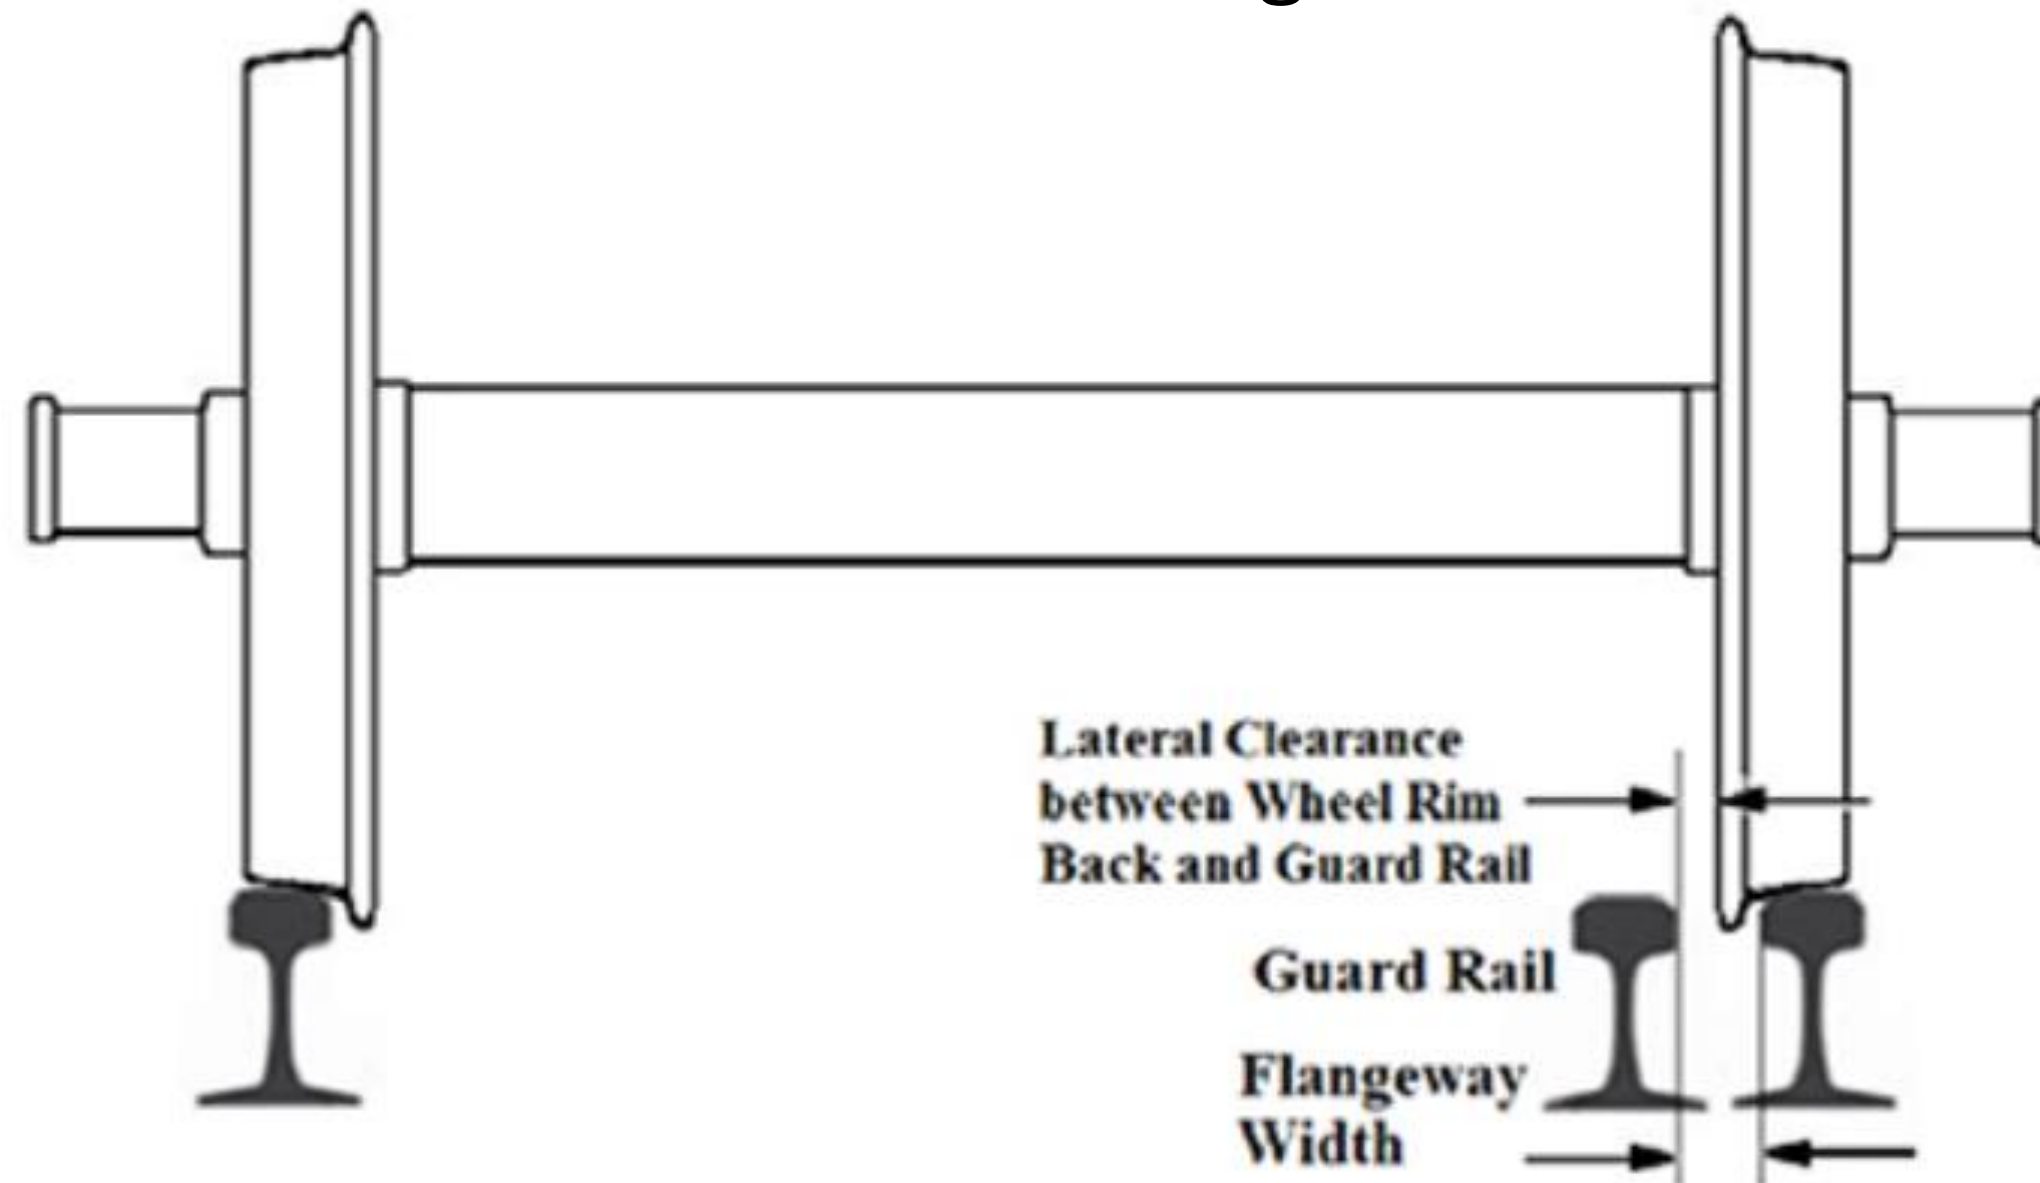 Lateral Clearance
between Wheel Rim
Back and Guard Rail
Guard Rail
Flangeway
Width